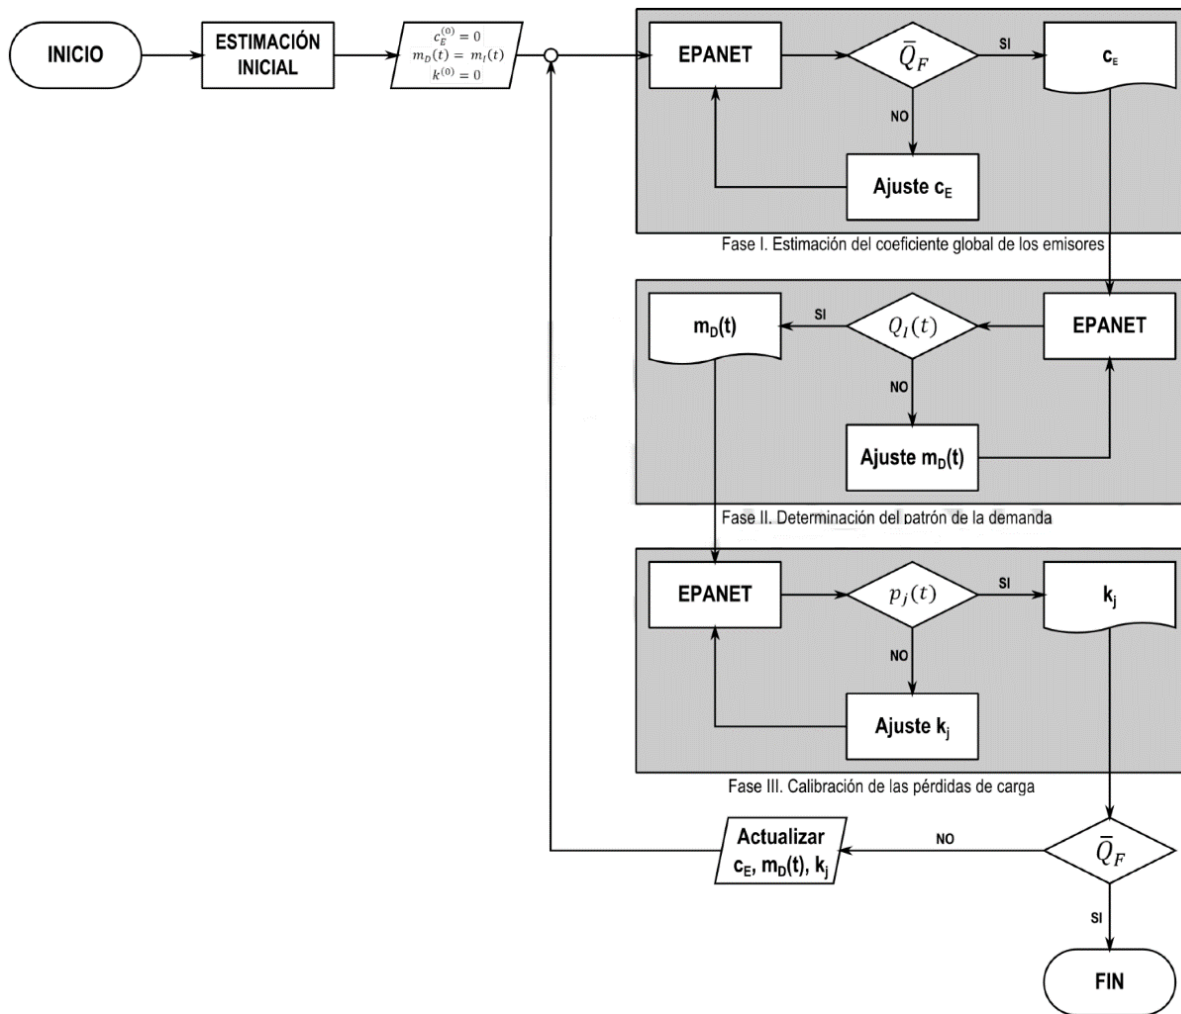 INICIO
ESTIMACIÓN
INICIAL
c_E^{(0)} = 0
m_D(t) = m_I(t)
k^{(0)} = 0
EPANET
Q̅_F
SI
c_E
NO
Ajuste c_E
Fase I. Estimación del coeficiente global de los emisores
m_D(t)
SI
Q_I(t)
EPANET
NO
Ajuste m_D(t)
Fase II. Determinación del patrón de la demanda
EPANET
p_j(t)
SI
k_j
NO
Ajuste k_j
Fase III. Calibración de las pérdidas de carga
Actualizar
c_E, m_D(t), k_j
NO
Q̅_F
SI
FIN